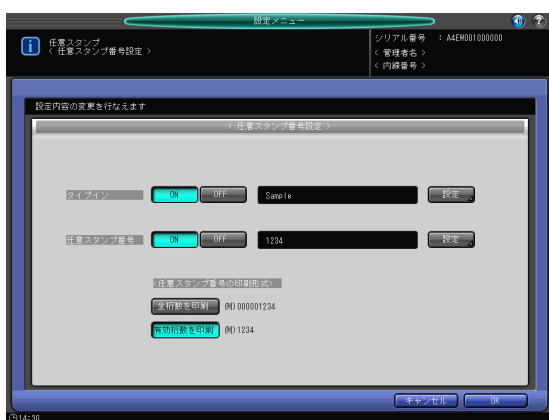 設定メニュー
任意スタンプ
< 任意スタンプ番号設定 >
シリアル番号 : A4EM001000000
< 管理者名 >
< 内線番号 >
設定内容の変更を行なえます
< 任意スタンプ番号設定 >
タイプイン ON OFF Sample 設定
任意スタンプ番号 ON OFF 1234 設定
<任意スタンプ番号の印刷形式>
全桁数を印刷 例)000001234
有効桁数を印刷 例)1234
キャンセル OK
14:30